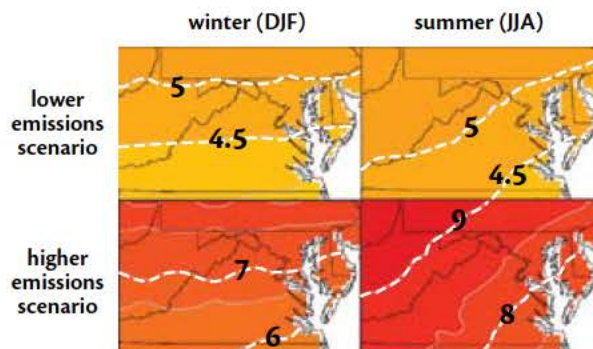 winter (DJF)
summer (JJA)
lower
emissions
scenario
5
4.5
5
4.5
higher
emissions
scenario
7
6
9
8